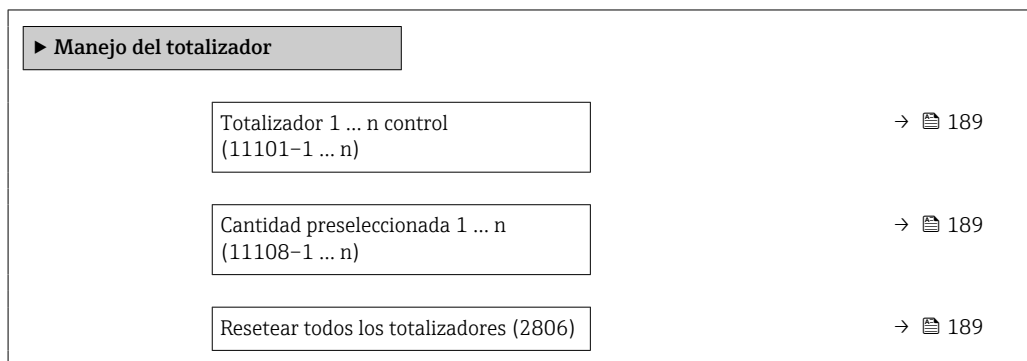 ► Manejo del totalizador
Totalizador 1 … n control → 189
(11101–1 … n)
Cantidad preseleccionada 1 … n → 189
(11108–1 … n)
Resetear todos los totalizadores (2806) → 189